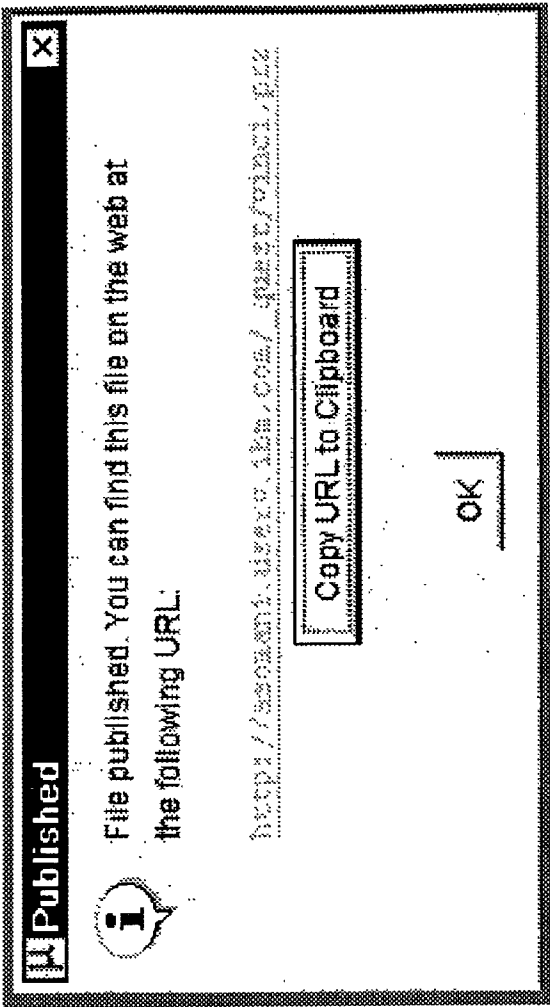 µ Published
File published. You can find this file on the web at
the following URL:
Copy URL to Clipboard
OK